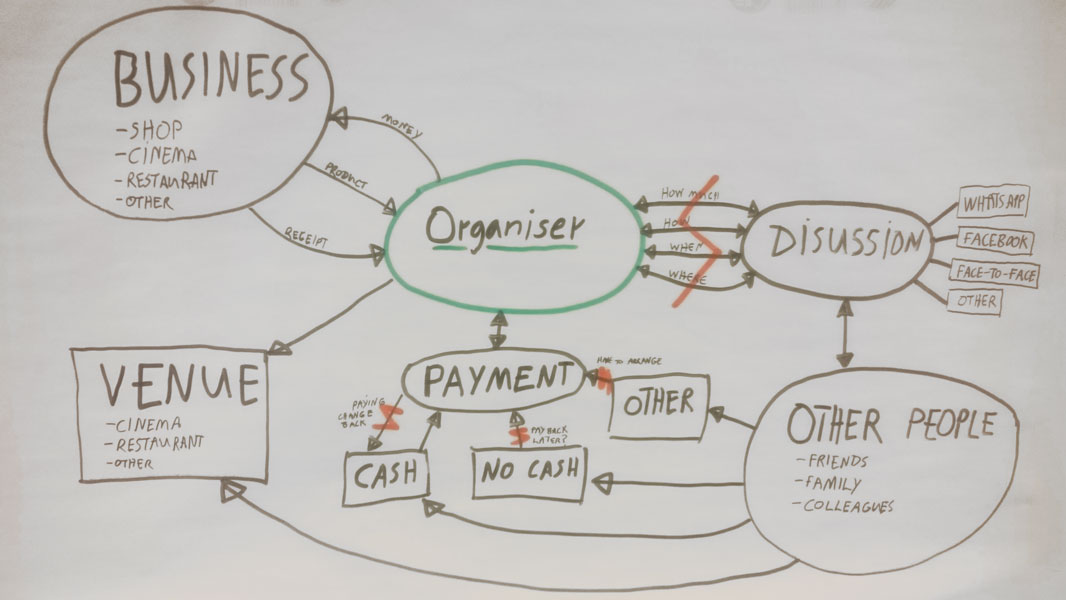 BUSINESS
-SHOP
-CINEMA
-RESTAURANT
-OTHER
MONEY
PRODUCT
RECEIPT
Organiser
HOW MUCH
HOW
WHEN
WHERE
DISUSSION
WHATSAPP
FACEBOOK
FACE-TO-FACE
OTHER
VENUE
-CINEMA
-RESTAURANT
-OTHER
PAYMENT
HAVE TO ARRANGE
OTHER
PAYING
CHANGE
BACK
PAY BACK
LATER?
CASH
NO CASH
OTHER PEOPLE
-FRIENDS
-FAMILY
-COLLEAGUES